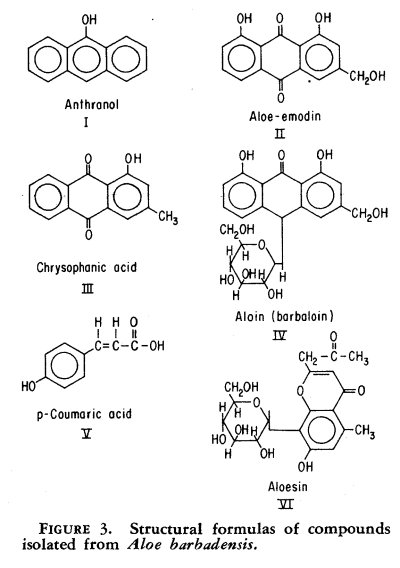 OH
Anthranol
I
OH O OH
O
CH₂OH
Aloe-emodin
II
O OH
O
CH₃
Chrysophanic acid
III
OH O OH
CH₂OH
CH₂OH
H H O
HO H OH H H
H OH
Aloin (barbaloin)
IV
H H O
C=C-C-OH
HO
p-Coumaric acid
V
O
CH₂-C-CH₃
O O
CH₂OH
H H O
CH₃
HO OH H
H OH
OH
Aloesin
VI
FIGURE 3. Structural formulas of compounds
isolated from Aloe barbadensis.